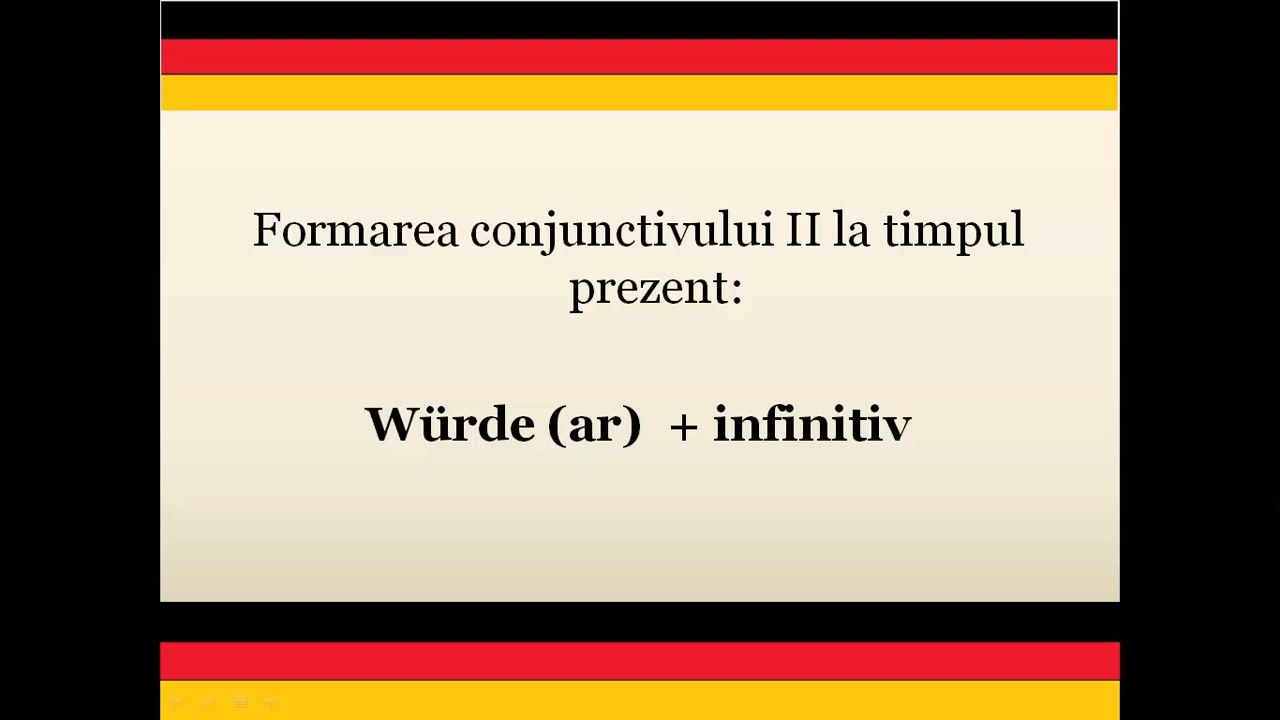 Formarea conjunctivului II la timpul
prezent:
Würde (ar) + infinitiv